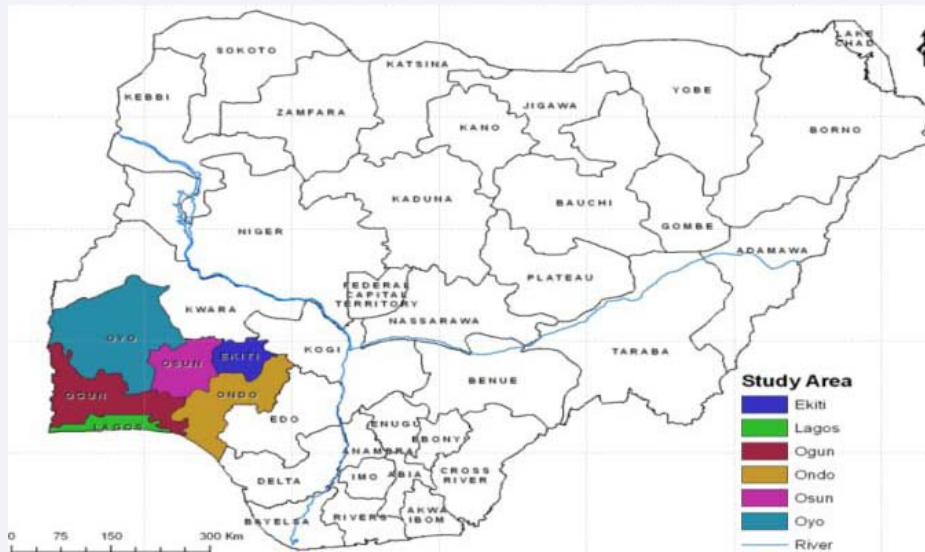 SOKOTO
KATSINA
LAKE
CHAD
KEBBI
ZAMFARA
JIGAWA
YOBE
KANO
BORNO
KADUNA
BAUCHI
NIGER
GOMBE
ADAMAWA
PLATEAU
FEDERAL
CAPITAL
TERRITORY
KWARA
NASSARAWA
OYO
KOGI
TARABA
OSUN
EKITI
BENUE
OGUN
ONDO
EDO
LAGOS
ENUGU
EBONYI
ANAMBRA
DELTA
IMO
ABIA
CROSS
RIVER
BAYELSA
RIVERS
AKWA
IBOM
Study Area
Ekiti
Lagos
Ogun
Ondo
Osun
Oyo
River
0 75 150 300 Km